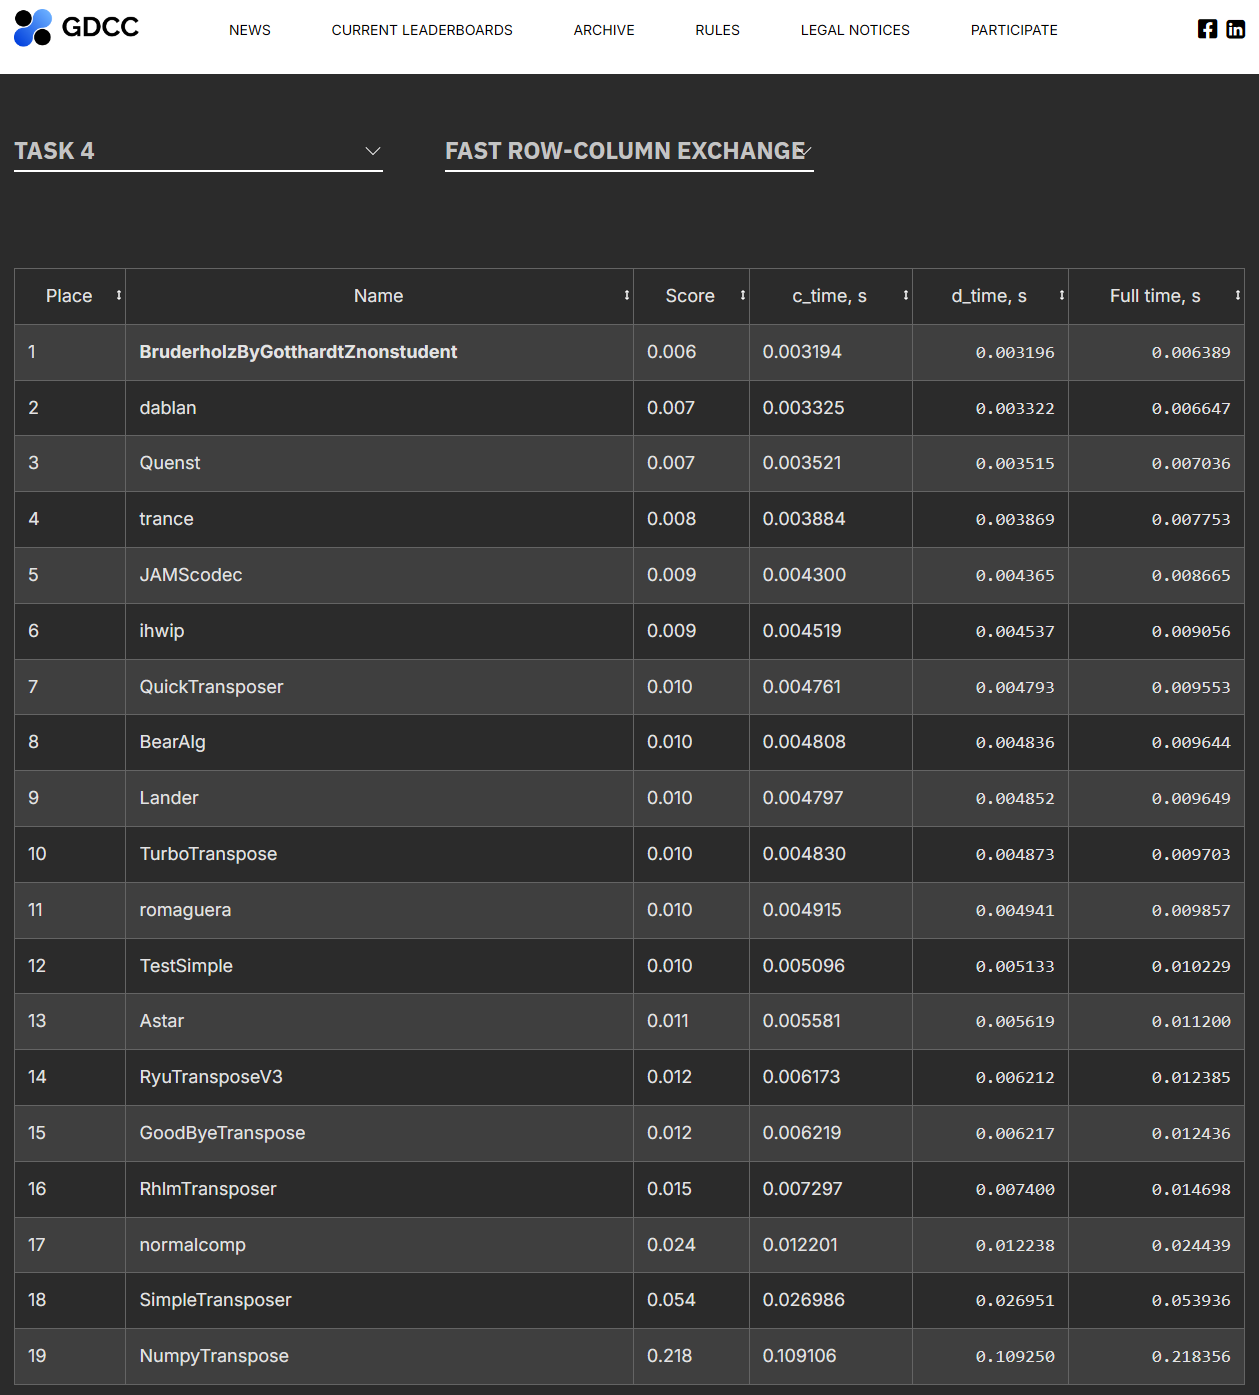 GDCC NEWS CURRENT LEADERBOARDS ARCHIVE RULES LEGAL NOTICES PARTICIPATE
TASK 4 FAST ROW-COLUMN EXCHANGE
Place Name Score c_time, s d_time, s Full time, s
1 BruderholzByGotthardtZnonstudent 0.006 0.003194 0.003196 0.006389
2 dablan 0.007 0.003325 0.003322 0.006647
3 Quenst 0.007 0.003521 0.003515 0.007036
4 trance 0.008 0.003884 0.003869 0.007753
5 JAMScodec 0.009 0.004300 0.004365 0.008665
6 ihwip 0.009 0.004519 0.004537 0.009056
7 QuickTransposer 0.010 0.004761 0.004793 0.009553
8 BearAlg 0.010 0.004808 0.004836 0.009644
9 Lander 0.010 0.004797 0.004852 0.009649
10 TurboTranspose 0.010 0.004830 0.004873 0.009703
11 romaguera 0.010 0.004915 0.004941 0.009857
12 TestSimple 0.010 0.005096 0.005133 0.010229
13 Astar 0.011 0.005581 0.005619 0.011200
14 RyuTransposeV3 0.012 0.006173 0.006212 0.012385
15 GoodByeTranspose 0.012 0.006219 0.006217 0.012436
16 RhlmTransposer 0.015 0.007297 0.007400 0.014698
17 normalcomp 0.024 0.012201 0.012238 0.024439
18 SimpleTransposer 0.054 0.026986 0.026951 0.053936
19 NumpyTranspose 0.218 0.109106 0.109250 0.218356